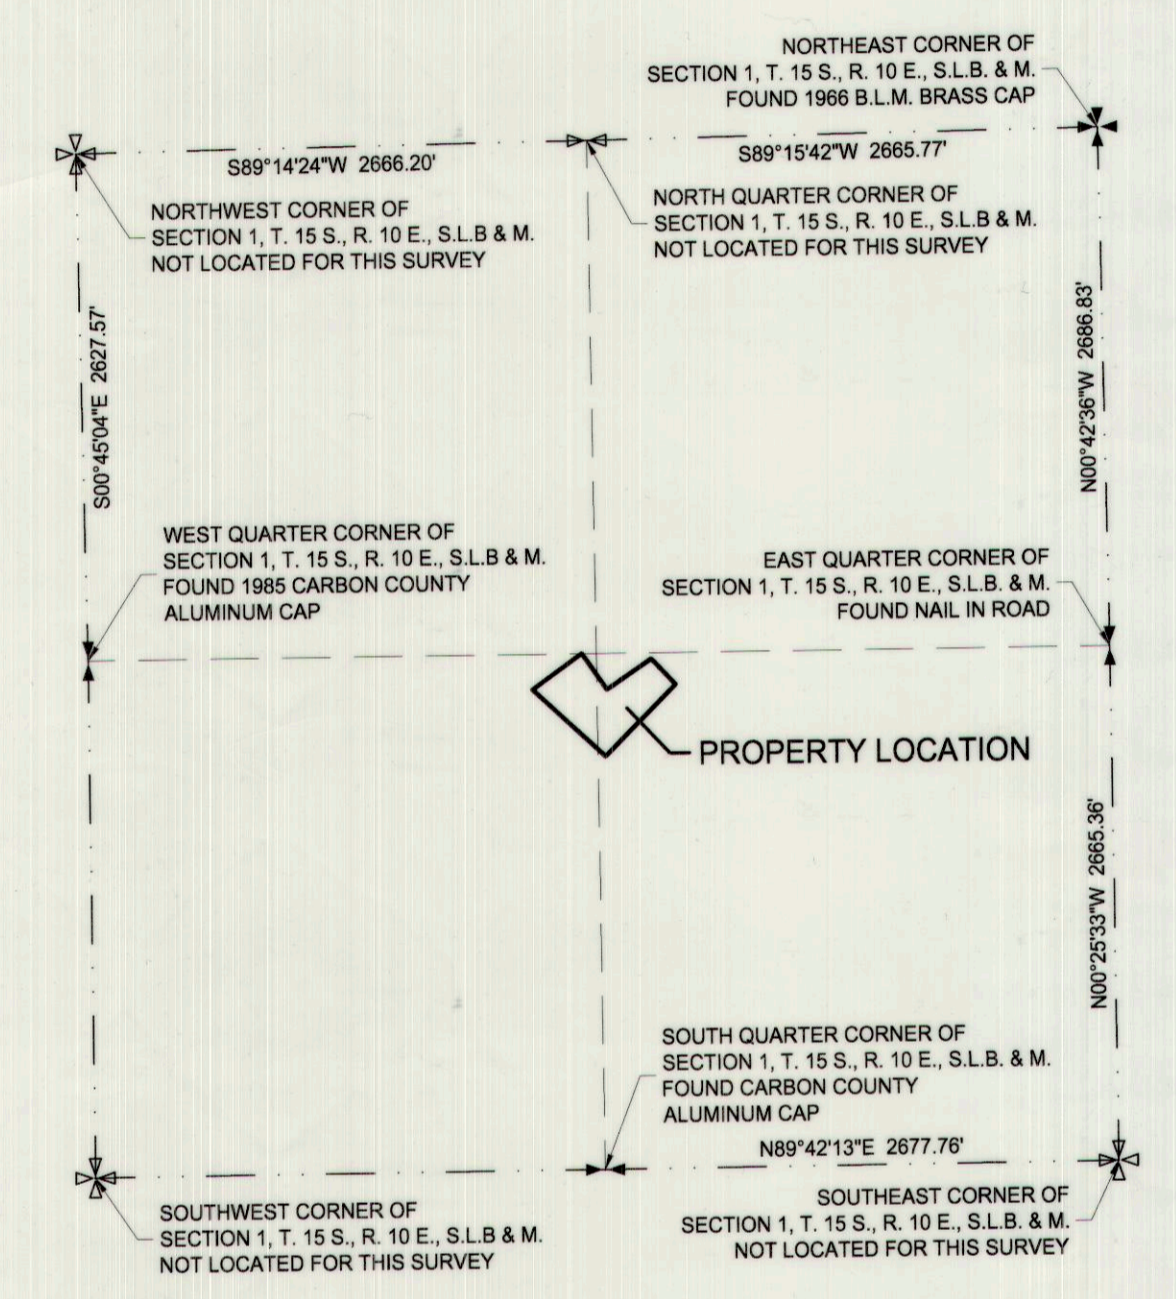 NORTHEAST CORNER OF
SECTION 1, T. 15 S., R. 10 E., S.L.B. & M.
FOUND 1966 B.L.M. BRASS CAP
S89°14'24"W 2666.20'
S89°15'42"W 2665.77'
NORTHWEST CORNER OF
SECTION 1, T. 15 S., R. 10 E., S.L.B & M.
NOT LOCATED FOR THIS SURVEY
NORTH QUARTER CORNER OF
SECTION 1, T. 15 S., R. 10 E., S.L.B & M.
NOT LOCATED FOR THIS SURVEY
S00°45'04"E 2627.57'
N00°42'36"W 2686.83'
WEST QUARTER CORNER OF
SECTION 1, T. 15 S., R. 10 E., S.L.B & M.
FOUND 1985 CARBON COUNTY
ALUMINUM CAP
EAST QUARTER CORNER OF
SECTION 1, T. 15 S., R. 10 E., S.L.B. & M.
FOUND NAIL IN ROAD
PROPERTY LOCATION
N00°25'33"W 2665.36'
SOUTH QUARTER CORNER OF
SECTION 1, T. 15 S., R. 10 E., S.L.B. & M.
FOUND CARBON COUNTY
ALUMINUM CAP
N89°42'13"E 2677.76'
SOUTHWEST CORNER OF
SECTION 1, T. 15 S., R. 10 E., S.L.B & M.
NOT LOCATED FOR THIS SURVEY
SOUTHEAST CORNER OF
SECTION 1, T. 15 S., R. 10 E., S.L.B. & M.
NOT LOCATED FOR THIS SURVEY